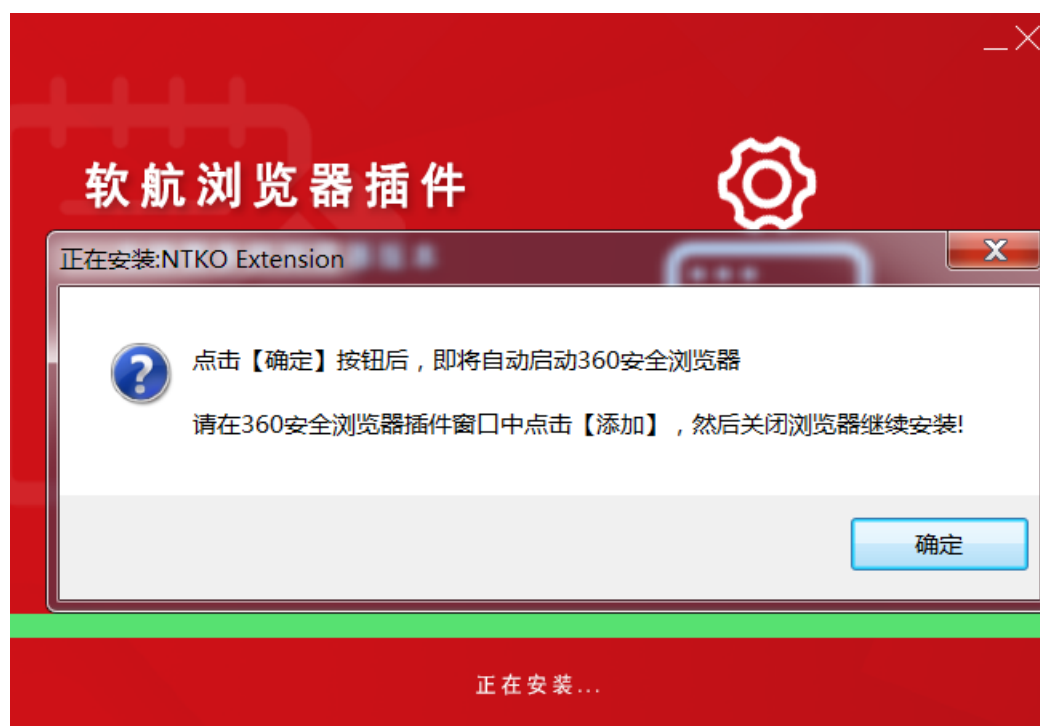 软航浏览器插件
正在安装:NTKO Extension
点击【确定】按钮后，即将自动启动360安全浏览器
请在360安全浏览器插件窗口中点击【添加】，然后关闭浏览器继续安装!
确定
正在安装...